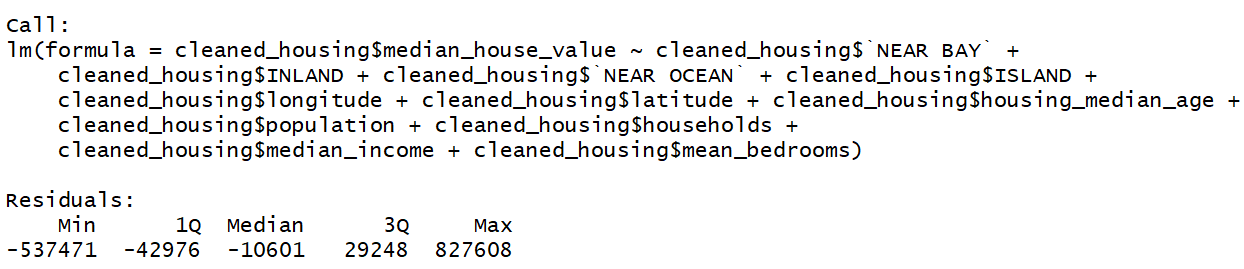 Call:
lm(formula = cleaned_housing$median_house_value ~ cleaned_housing$`NEAR BAY` +
    cleaned_housing$INLAND + cleaned_housing$`NEAR OCEAN` + cleaned_housing$ISLAND +
    cleaned_housing$longitude + cleaned_housing$latitude + cleaned_housing$housing_median_age +
    cleaned_housing$population + cleaned_housing$households +
    cleaned_housing$median_income + cleaned_housing$mean_bedrooms)

Residuals:
    Min      1Q  Median      3Q     Max
-537471  -42976  -10601   29248  827608